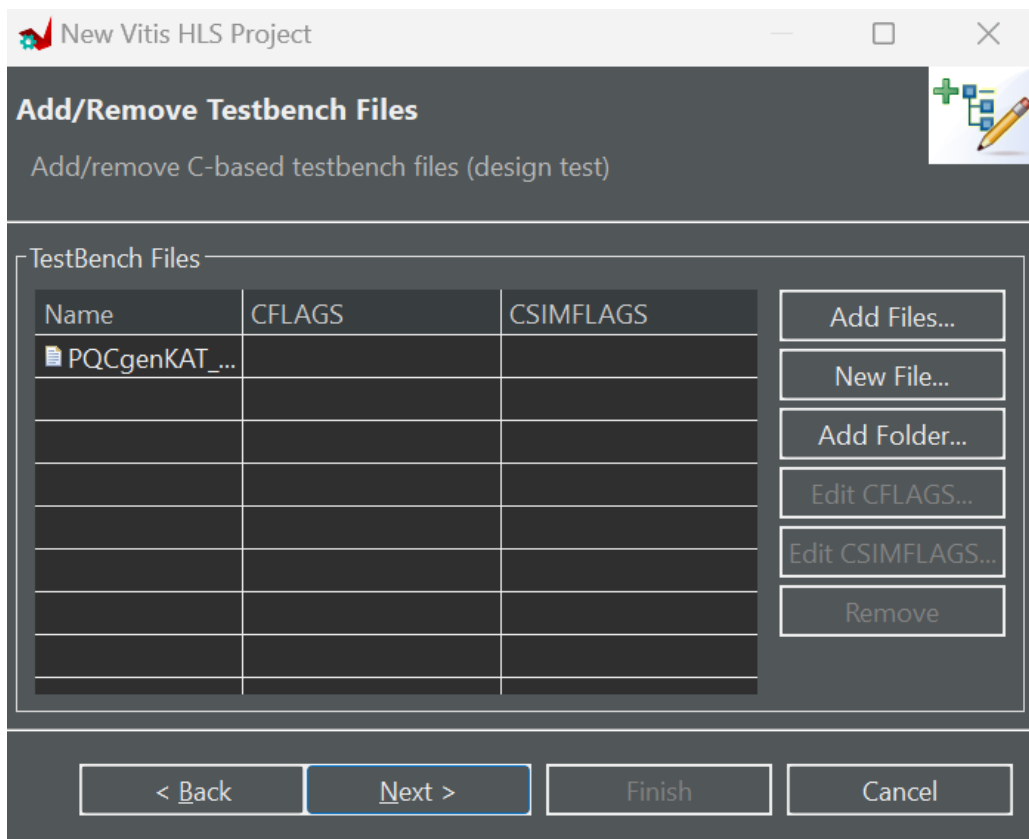 New Vitis HLS Project
Add/Remove Testbench Files
Add/remove C-based testbench files (design test)
TestBench Files
Name CFLAGS CSIMFLAGS
PQCgenKAT_...
Add Files...
New File...
Add Folder...
Edit CFLAGS...
Edit CSIMFLAGS...
Remove
< Back Next > Finish Cancel